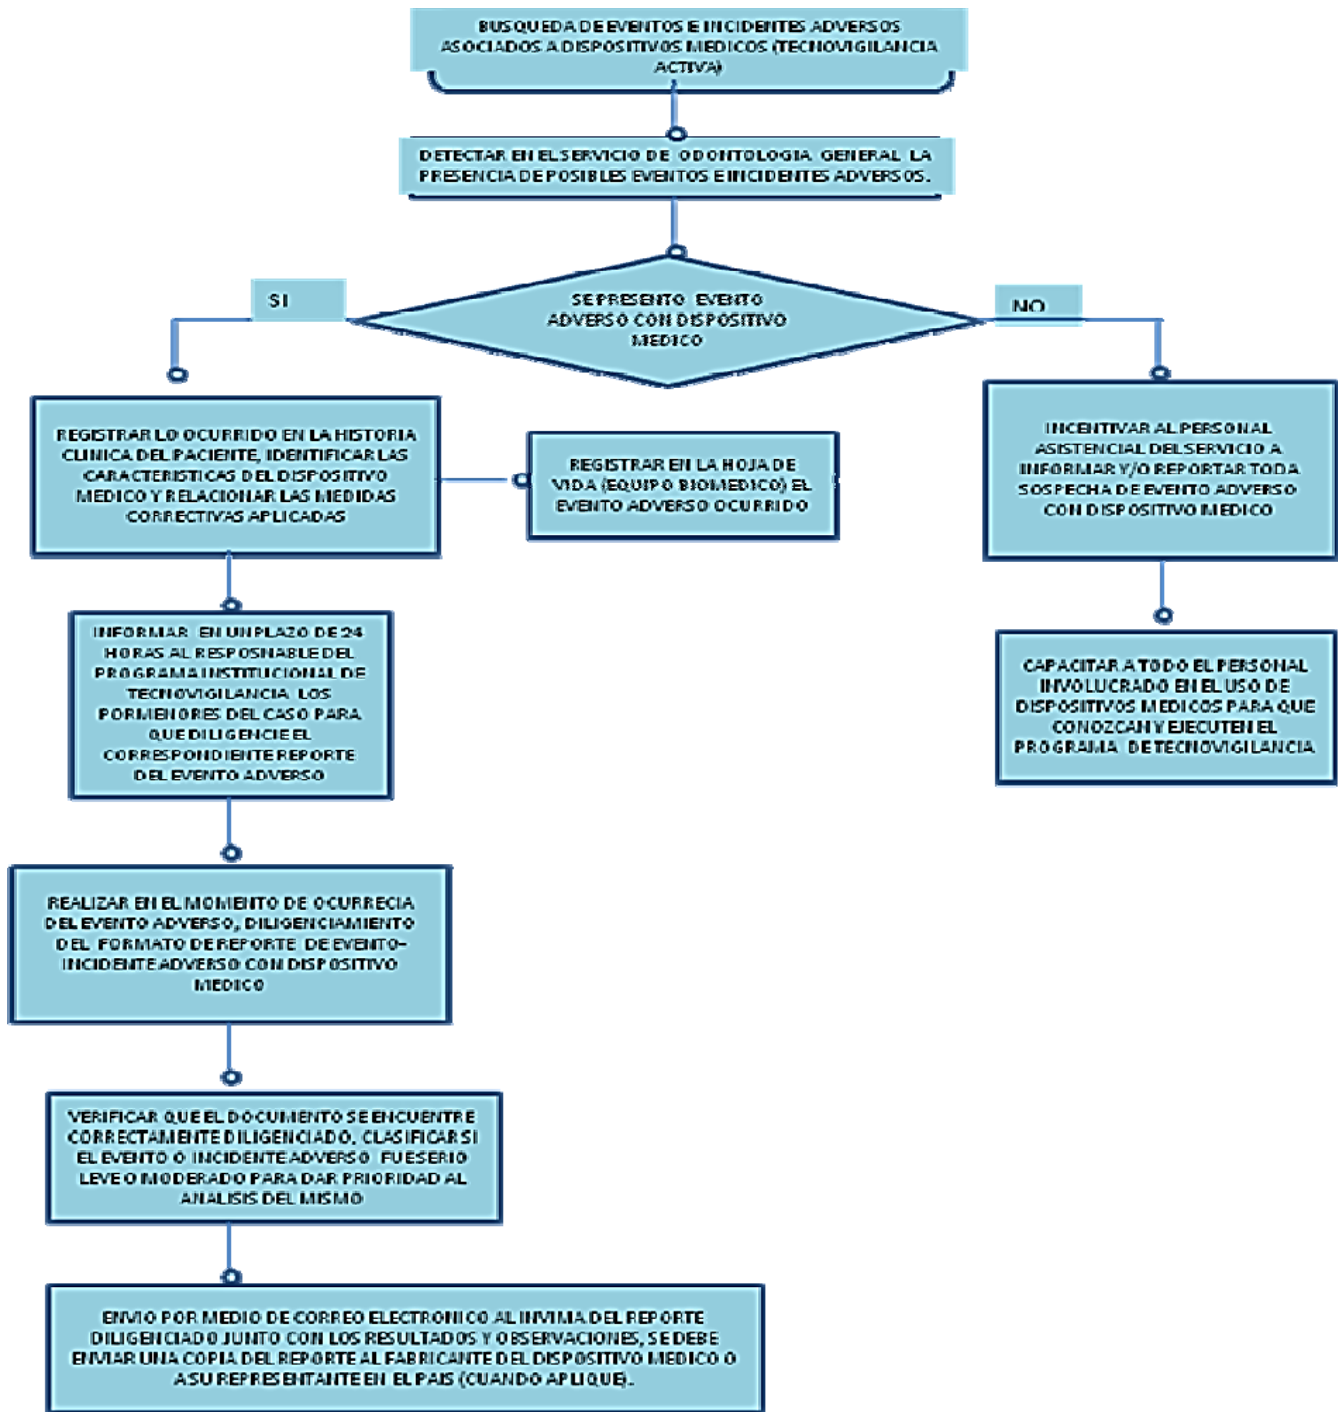 BUSQUEDA DE EVENTOS E INCIDENTES ADVERSOS
ASOCIADOS A DISPOSITIVOS MEDICOS (TECNOVIGILANCIA
ACTIVA)
DETECTAR EN EL SERVICIO DE ODONTOLOGIA GENERAL LA
PRESENCIA DE POSIBLES EVENTOS E INCIDENTES ADVERSOS.
SE PRESENTO EVENTO
ADVERSO CON DISPOSITIVO
MEDICO
SI
NO
REGISTRAR LO OCURRIDO EN LA HISTORIA
CLINICA DEL PACIENTE, IDENTIFICAR LAS
CARACTERISTICAS DEL DISPOSITIVO
MEDICO Y RELACIONAR LAS MEDIDAS
CORRECTIVAS APLICADAS
REGISTRAR EN LA HOJA DE
VIDA (EQUIPO BIOMEDICO) EL
EVENTO ADVERSO OCURRIDO
INCENTIVAR AL PERSONAL
ASISTENCIAL DEL SERVICIO A
INFORMAR Y/O REPORTAR TODA
SOSPECHA DE EVENTO ADVERSO
CON DISPOSITIVO MEDICO
INFORMAR EN UN PLAZO DE 24
HORAS AL RESPOSNABLE DEL
PROGRAMA INSTITUCIONAL DE
TECNOVIGILANCIA LOS
PORMENORES DEL CASO PARA
QUE DILIGENCIE EL
CORRESPONDIENTE REPORTE
DEL EVENTO ADVERSO
CAPACITAR A TODO EL PERSONAL
INVOLUCRADO EN EL USO DE
DISPOSITIVOS MEDICOS PARA QUE
CONOZCAN Y EJECUTEN EL
PROGRAMA DE TECNOVIGILANCIA
REALIZAR EN EL MOMENTO DE OCURRECIA
DEL EVENTO ADVERSO, DILIGENCIAMIENTO
DEL FORMATO DE REPORTE DE EVENTO-
INCIDENTE ADVERSO CON DISPOSITIVO
MEDICO
VERIFICAR QUE EL DOCUMENTO SE ENCUENTRE
CORRECTAMENTE DILIGENCIADO, CLASIFICAR SI
EL EVENTO O INCIDENTE ADVERSO FUE SERIO
LEVE O MODERADO PARA DAR PRIORIDAD AL
ANALISIS DEL MISMO
ENVIO POR MEDIO DE CORREO ELECTRONICO AL INVIMA DEL REPORTE
DILIGENCIADO JUNTO CON LOS RESULTADOS Y OBSERVACIONES, SE DEBE
ENVIAR UNA COPIA DEL REPORTE AL FABRICANTE DEL DISPOSITIVO MEDICO O
A SU REPRESENTANTE EN EL PAIS (CUANDO APLIQUE).